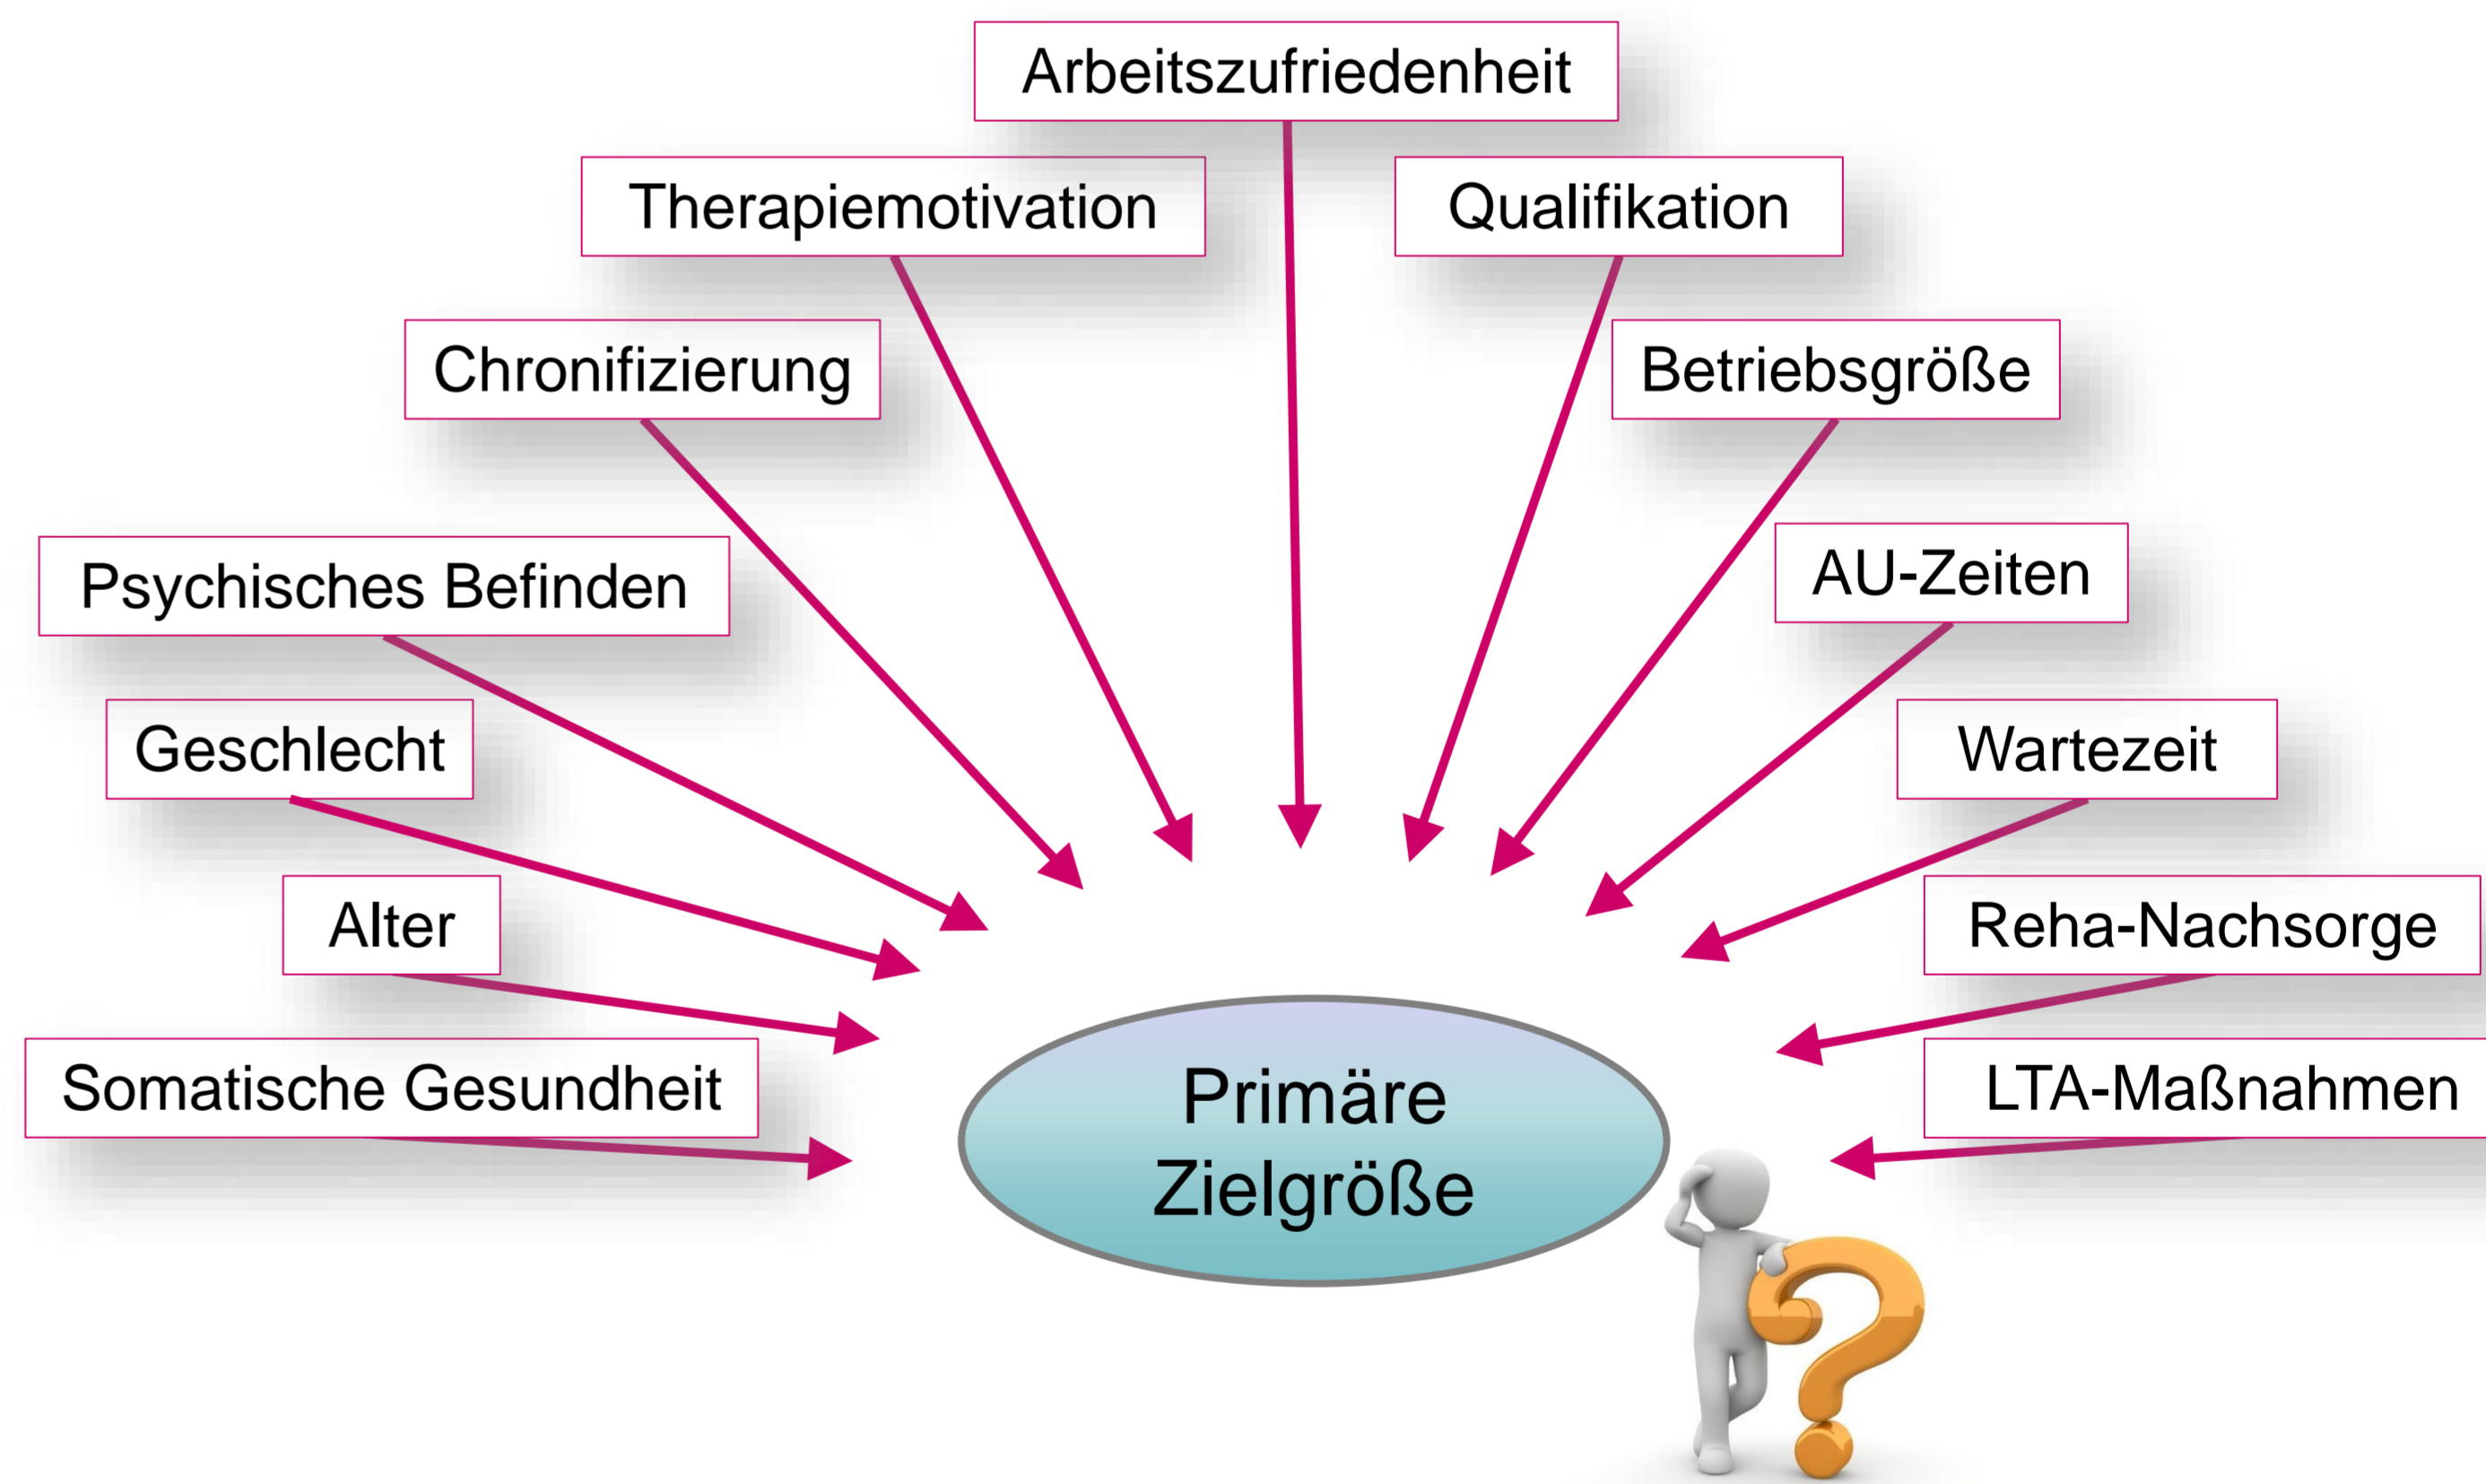 Arbeitszufriedenheit
Therapiemotivation
Qualifikation
Chronifizierung
Betriebsgröße
Psychisches Befinden
AU-Zeiten
Geschlecht
Wartezeit
Alter
Reha-Nachsorge
Somatische Gesundheit
LTA-Maßnahmen
Primäre
Zielgröße